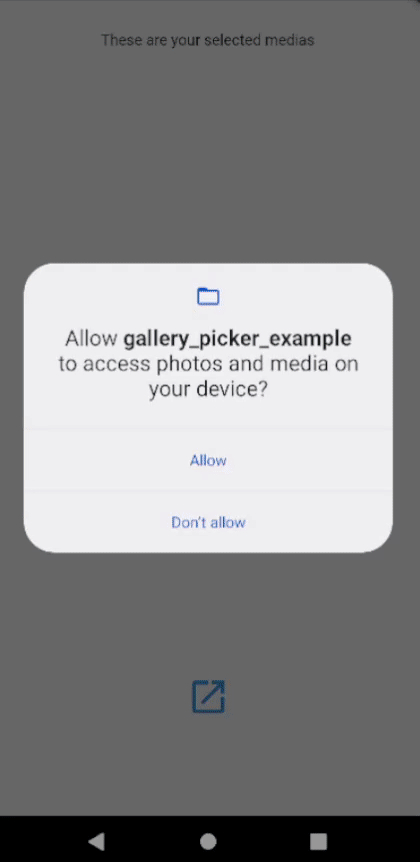 These are your selected medias
Allow gallery_picker_example
to access photos and media on
your device?
Allow
Don't allow